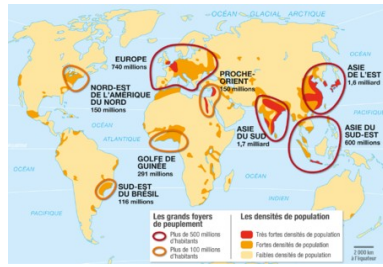 OCÉAN GLACIAL ARCTIQUE
EUROPE
740 millions
NORD-EST
DE L'AMÉRIQUE
DU NORD
150 millions
PROCHE-
ORIENT
150 millions
ASIE
DE L'EST
1,8 milliard
OCÉAN
ATLANTIQUE
GOLFE DE
GUINÉE
291 millions
ASIE
DU SUD
1,7 milliard
ASIE DU
SUD-EST
600 millions
OCÉAN
PACIFIQUE
SUD-EST
DU BRÉSIL
116 millions
OCÉAN
INDIEN
OCÉAN
PACIFIQUE
Les grands foyers
de peuplement
Plus de 500 millions
d'habitants
Plus de 100 millions
d'habitants
Les densités de population
Très fortes densités de population
Fortes densités de population
Faibles densités de population
2 000 km
à l'équateur